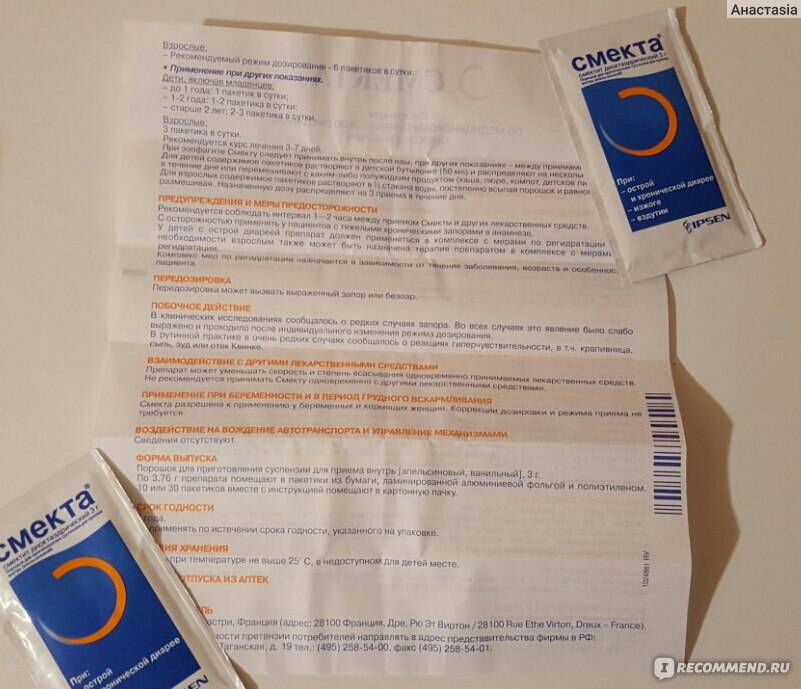 Анастasia
Взрослые:
– Рекомендуемый режим дозирования - 6 пакетиков в сутки.
• Применение при других показаниях.
Дети, включая младенцев:
– до 1 года: 1 пакетик в сутки;
– 1-2 года: 1-2 пакетика в сутки;
– старше 2 лет: 2-3 пакетика в сутки.
Взрослые:
3 пакетика в сутки.
Рекомендуется курс лечения 3-7 дней.
При эзофагите Смекту следует принимать внутрь после еды, при других показаниях – между приемами
Для детей содержимое пакетиков растворяют в детской бутылочке (50 мл) и распределяют на несколь
в течение дня или перемешивают с каким-либо полужидким продуктом (каша, пюре, компот, детское пи
Для взрослых содержимое пакетиков растворяют в ½ стакана воды, постепенно всыпая порошок и равно
размешивая. Назначенную дозу распределяют на 3 приема в течение дня.
ПРЕДУПРЕЖДЕНИЯ И МЕРЫ ПРЕДОСТОРОЖНОСТИ
Рекомендуется соблюдать интервал 1—2 часа между приемом Смекты и других лекарственных средств.
С осторожностью применять у пациентов с тяжелыми хроническими запорами в анамнезе.
У детей с острой диареей препарат должен применяться в комплексе с мерами по регидратации
необходимости взрослым также может быть назначена, терапия препаратом в комплексе с мерами
регидратации.
Комплекс мер по регидратации назначается в зависимости от течения заболевания, возраста и особеннос
пациента.
ПЕРЕДОЗИРОВКА
Передозировка может вызвать выраженный запор или безоар.
ПОБОЧНОЕ ДЕЙСТВИЕ
В клинических исследованиях сообщалось о редких случаях запора. Во всех случаях это явление было слабо
выражено и проходило после индивидуального изменения режима дозирования.
В рутинной практике в очень редких случаях сообщалось о реакциях гиперчувствительности, в т.ч. крапивница,
сыпь, зуд или отек Квинке.
ВЗАИМОДЕЙСТВИЕ С ДРУГИМИ ЛЕКАРСТВЕННЫМИ СРЕДСТВАМИ
Препарат может уменьшать скорость и степень всасывания одновременно принимаемых лекарственных средств.
Не рекомендуется принимать Смекту одновременно с другими лекарственными средствами.
ПРИМЕНЕНИЕ ПРИ БЕРЕМЕННОСТИ И В ПЕРИОД ГРУДНОГО ВСКАРМЛИВАНИЯ
Смекта разрешена к применению у беременных и кормящих женщин. Коррекции дозировки и режима приема не
требуется.
ВОЗДЕЙСТВИЕ НА ВОЖДЕНИЕ АВТОТРАНСПОРТА И УПРАВЛЕНИЕ МЕХАНИЗМАМИ
Сведения отсутствуют.
ФОРМА ВЫПУСКА
Порошок для приготовления суспензии для приема внутрь [апельсиновый, ванильный], 3 г.
По 3,76 г препарата помещают в пакетики из бумаги, ламинированной алюминиевой фольгой и полиэтиленом.
10 или 30 пакетиков вместе с инструкцией помещают в картонную пачку.
СРОК ГОДНОСТИ
года.
применять по истечении срока годности, указанного на упаковке.
ХРАНЕНИЯ
при температуре не выше 25°С, в недоступном для детей месте.
ОТПУСКА ИЗ АПТЕК
стри, Франция (адрес: 28100 Франция, Дре, Рю Эт Виртон / 28100 Rue Ethe Virton, Dreux – France).
претензии потребителей направлять в адрес представительства фирмы в РФ:
Таганская, д. 19 тел.: (495) 258-54-00, факс (495) 258-54-01.
1024861 RV
смекта®
смектит диоктаэдрический 3 г
При:
– острой
и хронической диарее
– изжоге
– вздутии
IPSEN
смекта®
смектит диоктаэдрический 3 г
При:
острой
хронической диарее
IRECOMMEND.RU